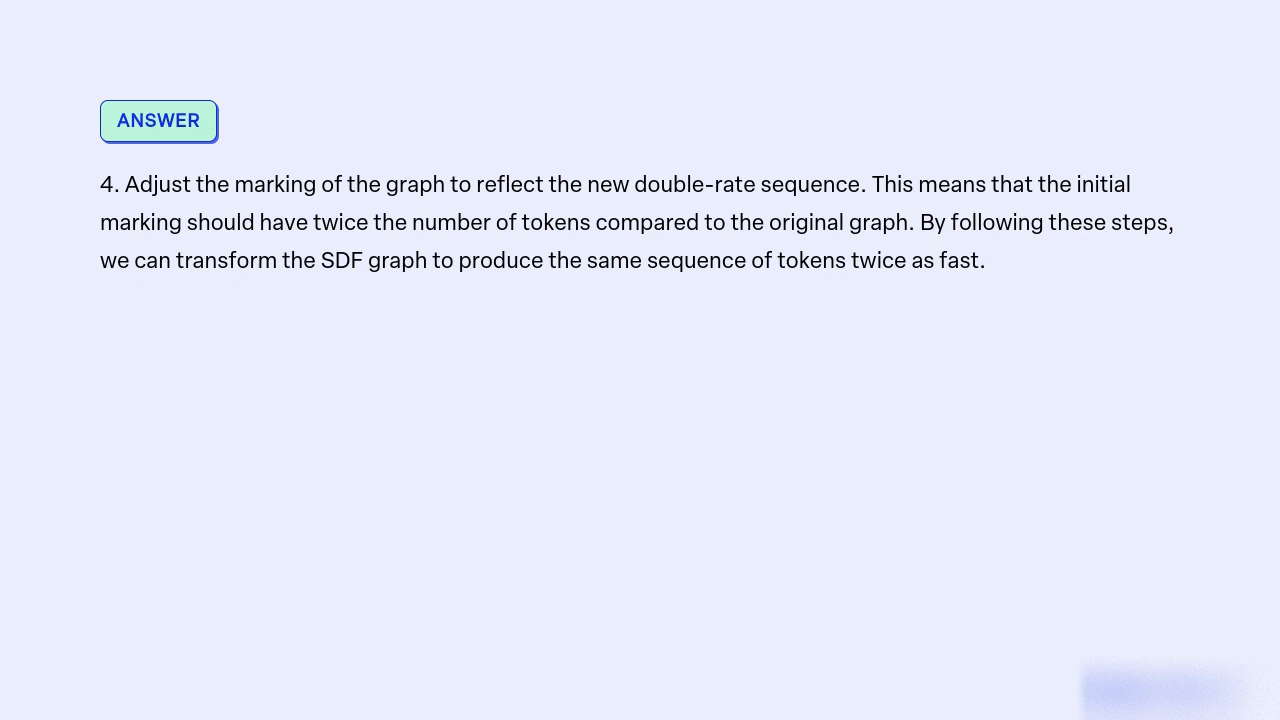 ANSWER
4. Adjust the marking of the graph to reflect the new double-rate sequence. This means that the initial
marking should have twice the number of tokens compared to the original graph. By following these steps,
we can transform the SDF graph to produce the same sequence of tokens twice as fast.